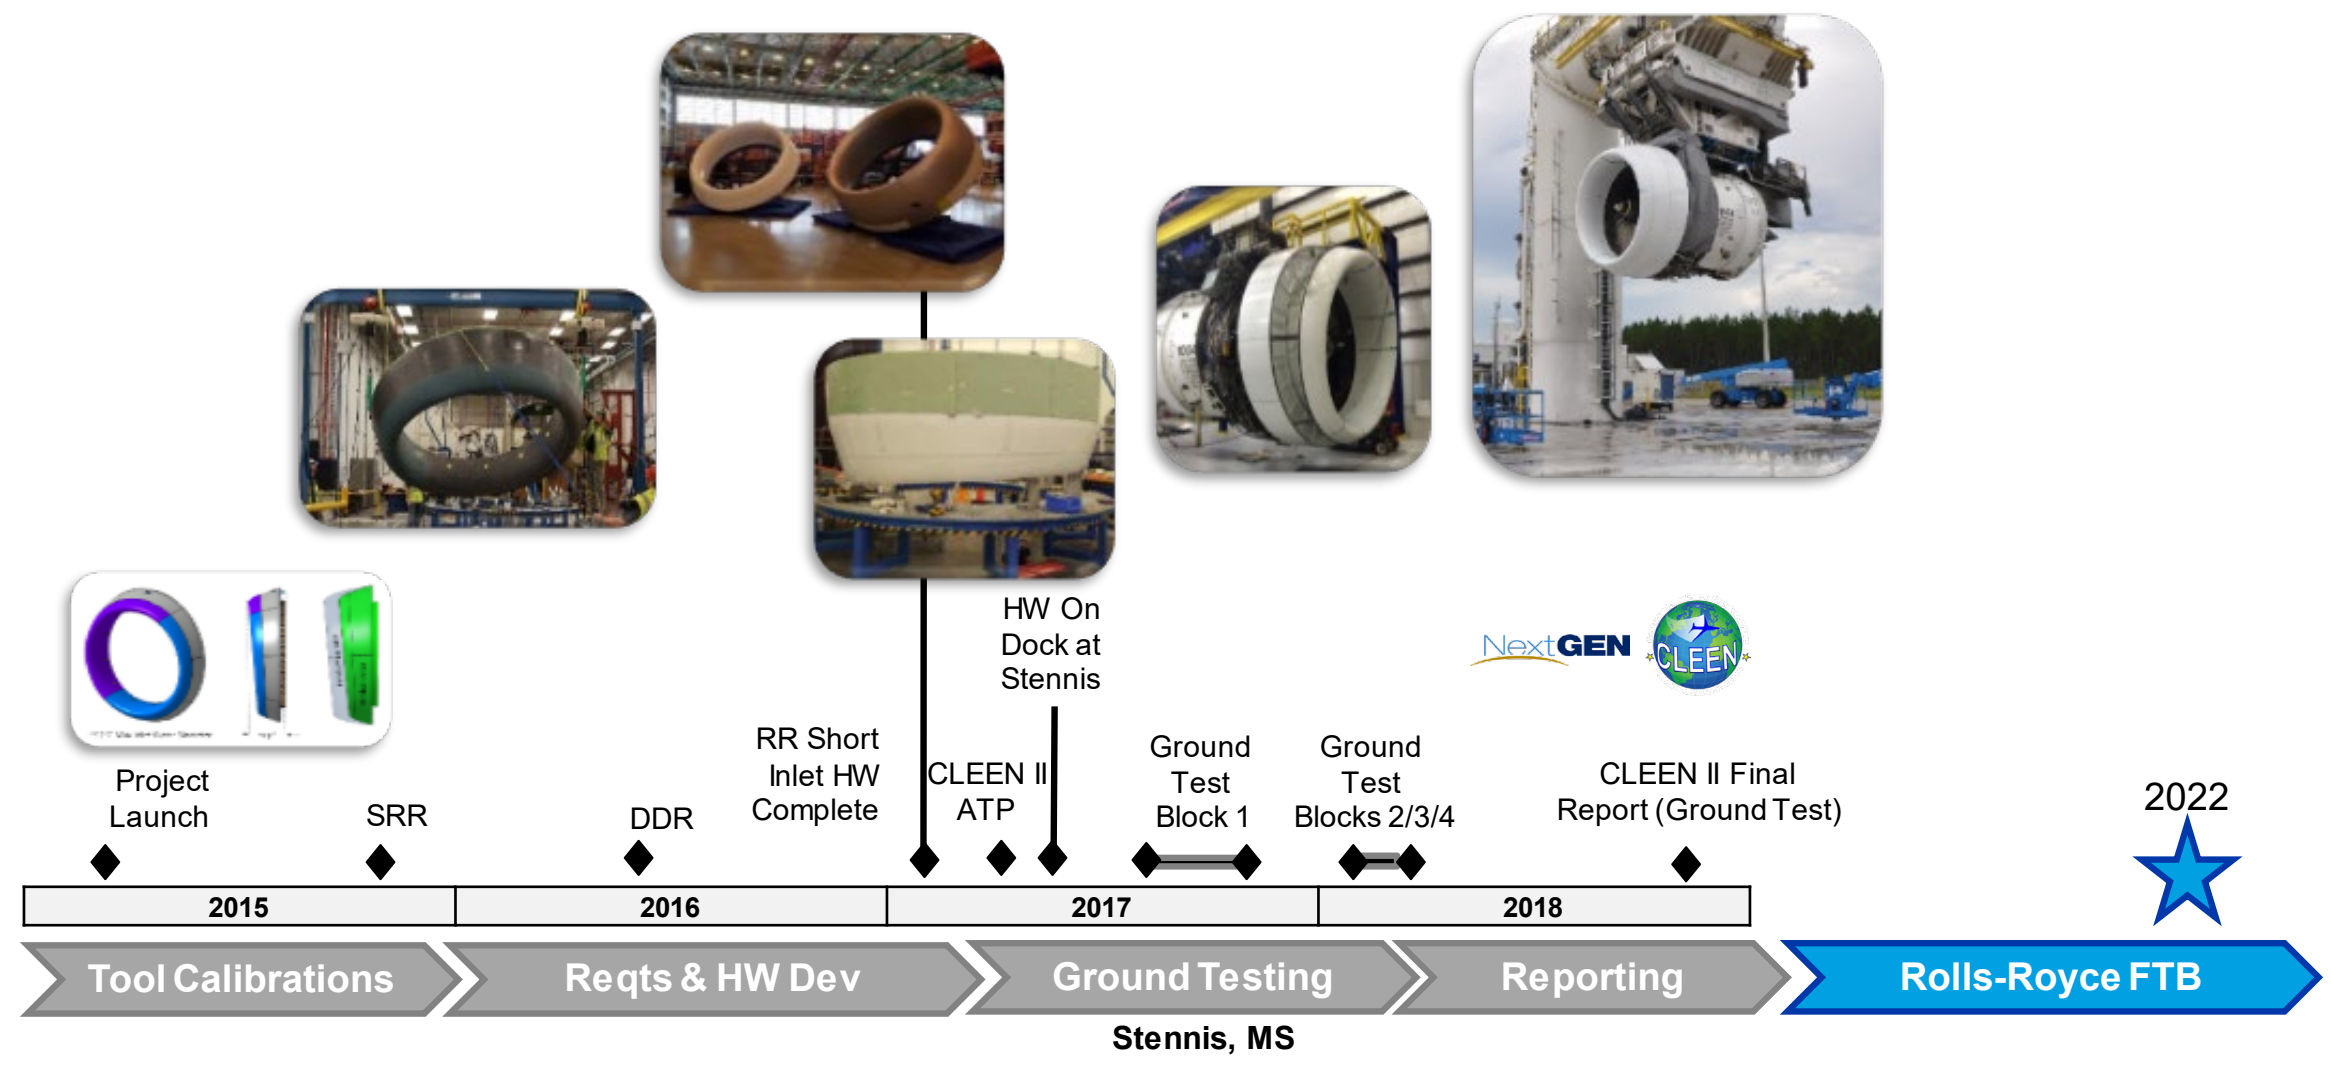 HW On
Dock at
Stennis
NextGEN
CLEEN
Project
Launch
SRR
DDR
RR Short
Inlet HW
Complete
CLEEN II
ATP
Ground
Test
Block 1
Ground
Test
Blocks 2/3/4
CLEEN II Final
Report (Ground Test)
2022
2015
2016
2017
2018
Tool Calibrations
Reqts & HW Dev
Ground Testing
Reporting
Rolls-Royce FTB
Stennis, MS